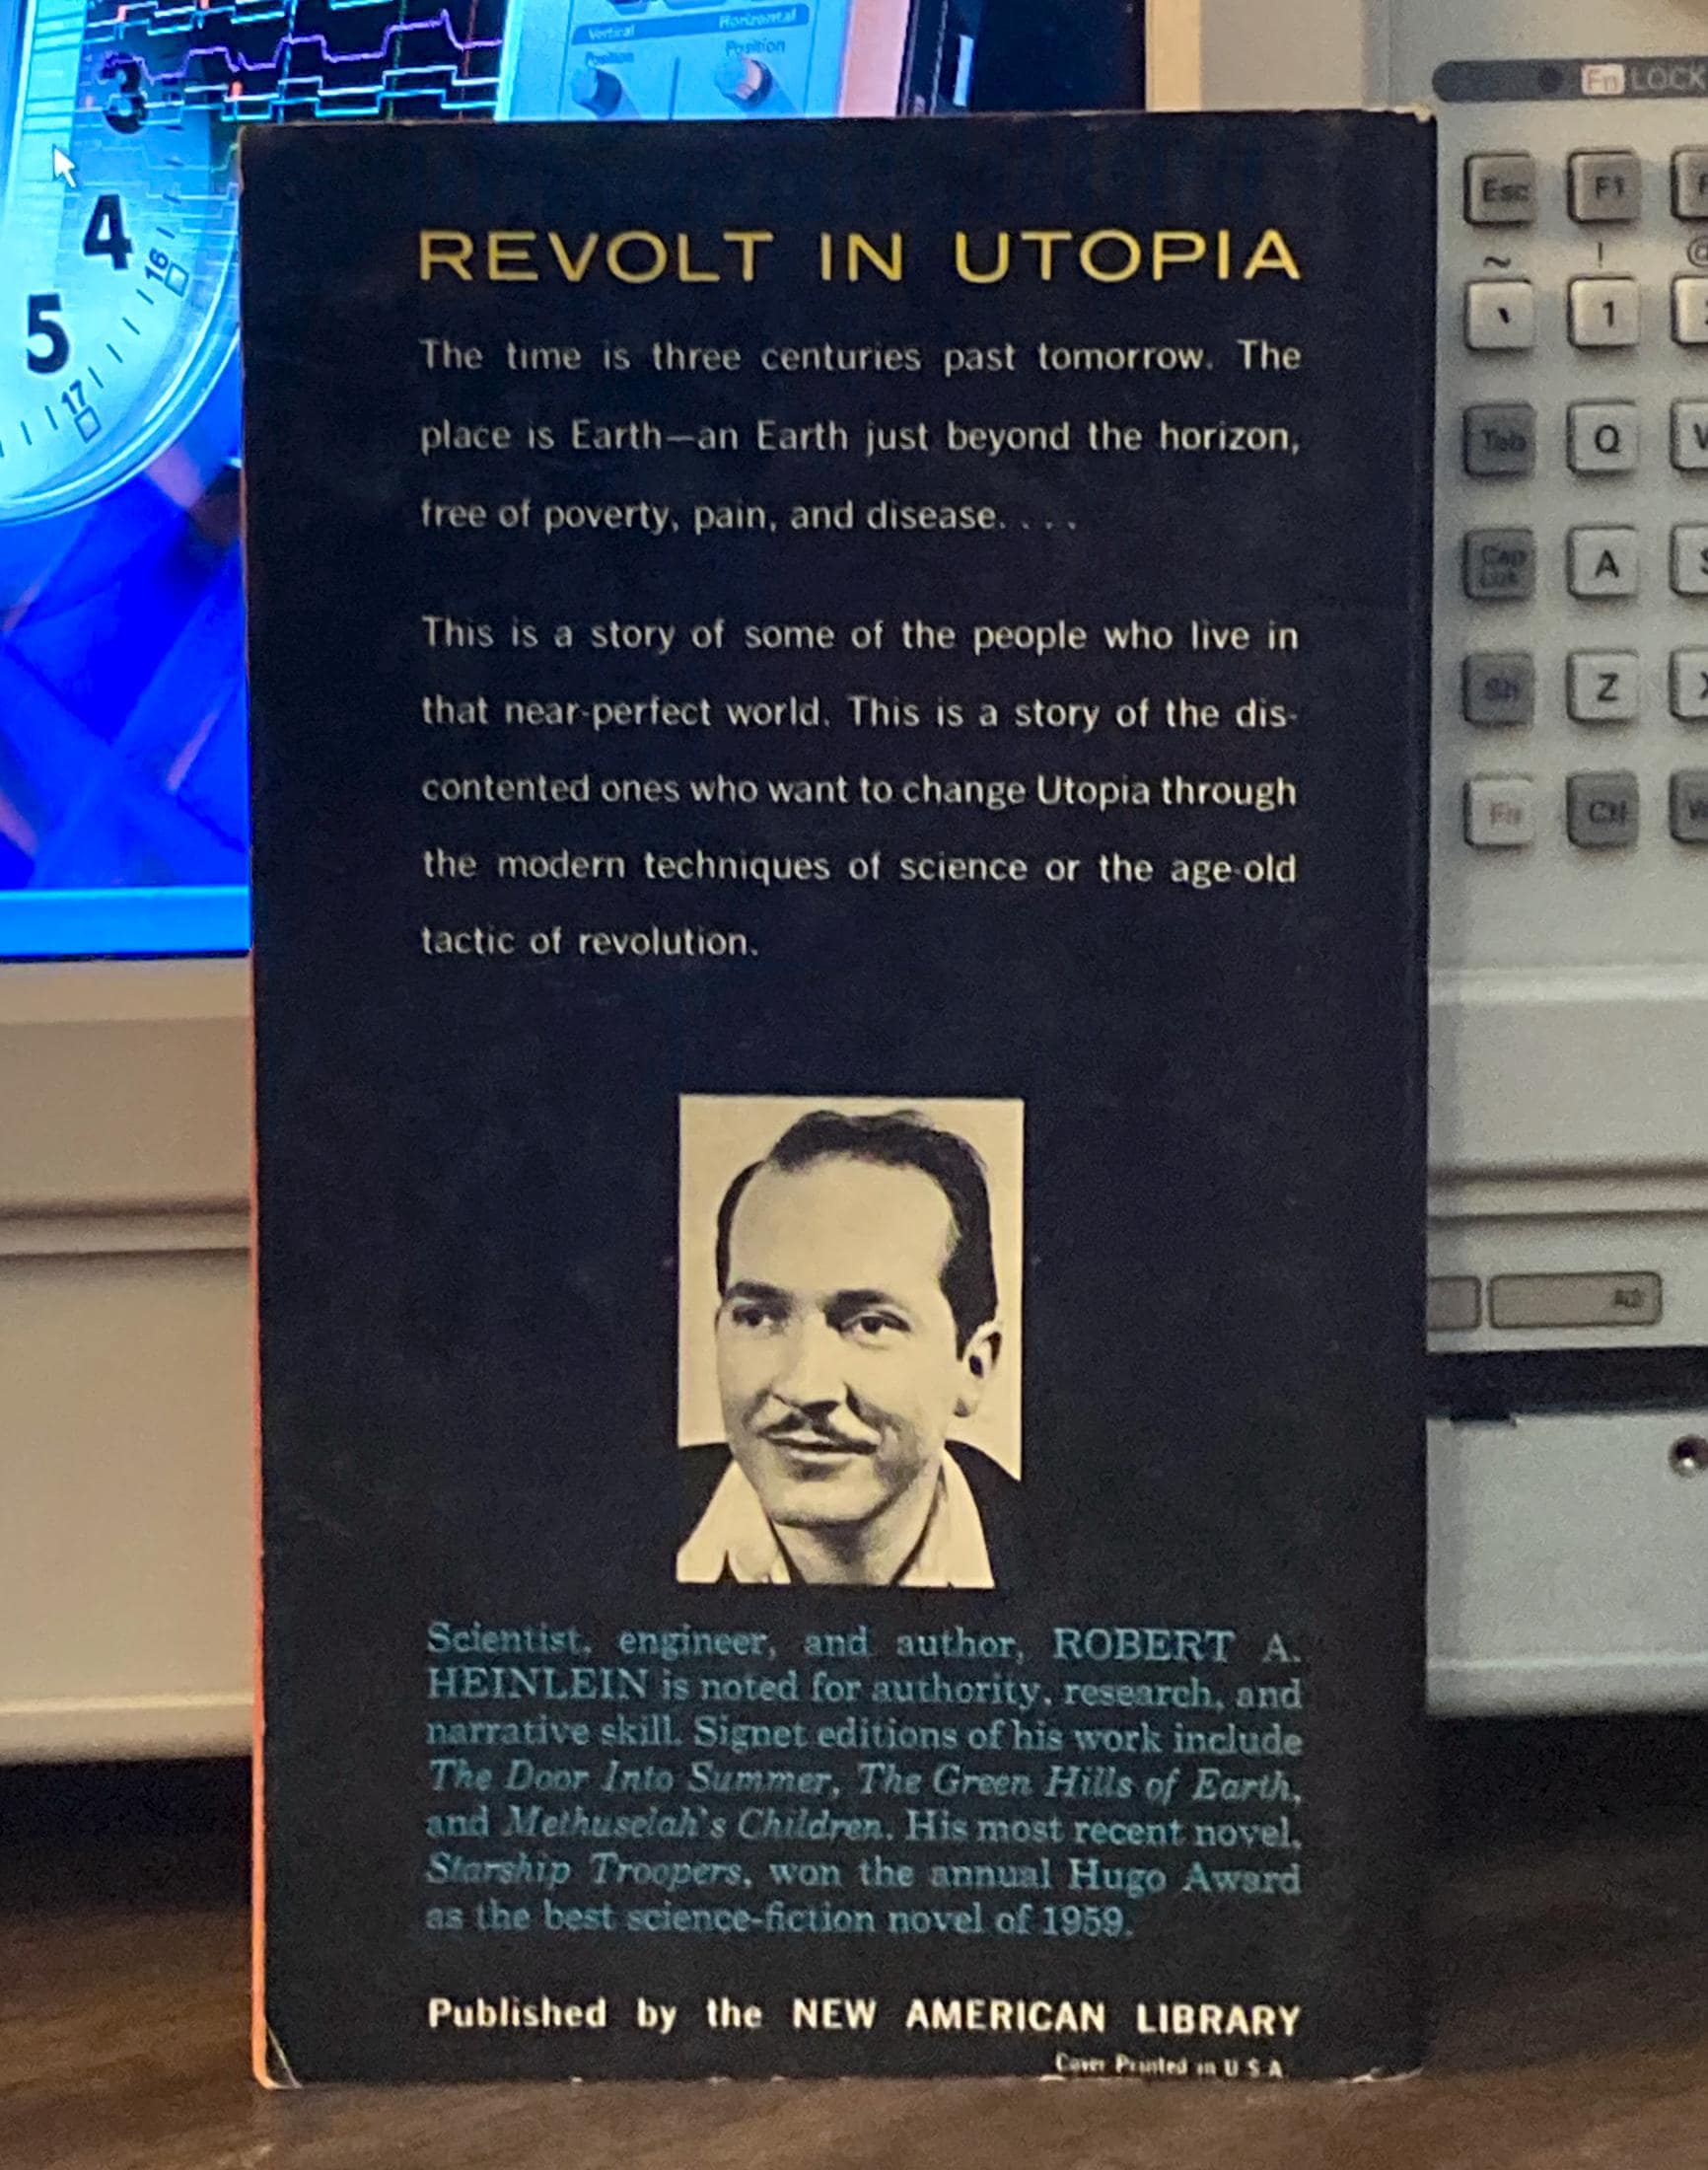 Vertical
Horizontal
Position
Position
3
4
16
5
17
REVOLT IN UTOPIA
The time is three centuries past tomorrow. The
place is Earth—an Earth just beyond the horizon,
free of poverty, pain, and disease. . . .
This is a story of some of the people who live in
that near-perfect world. This is a story of the dis-
contented ones who want to change Utopia through
the modern techniques of science or the age-old
tactic of revolution.
Scientist, engineer, and author, ROBERT A.
HEINLEIN is noted for authority, research, and
narrative skill. Signet editions of his work include
The Door Into Summer, The Green Hills of Earth,
and Methuselah's Children. His most recent novel,
Starship Troopers, won the annual Hugo Award
as the best science-fiction novel of 1959.
Published by the NEW AMERICAN LIBRARY
Cover Printed in U S A
Fn LOCK
Esc F1
~ ! @
` 1
Tab Q
Cap
Lok A S
Sh Z X
Fn Ctl